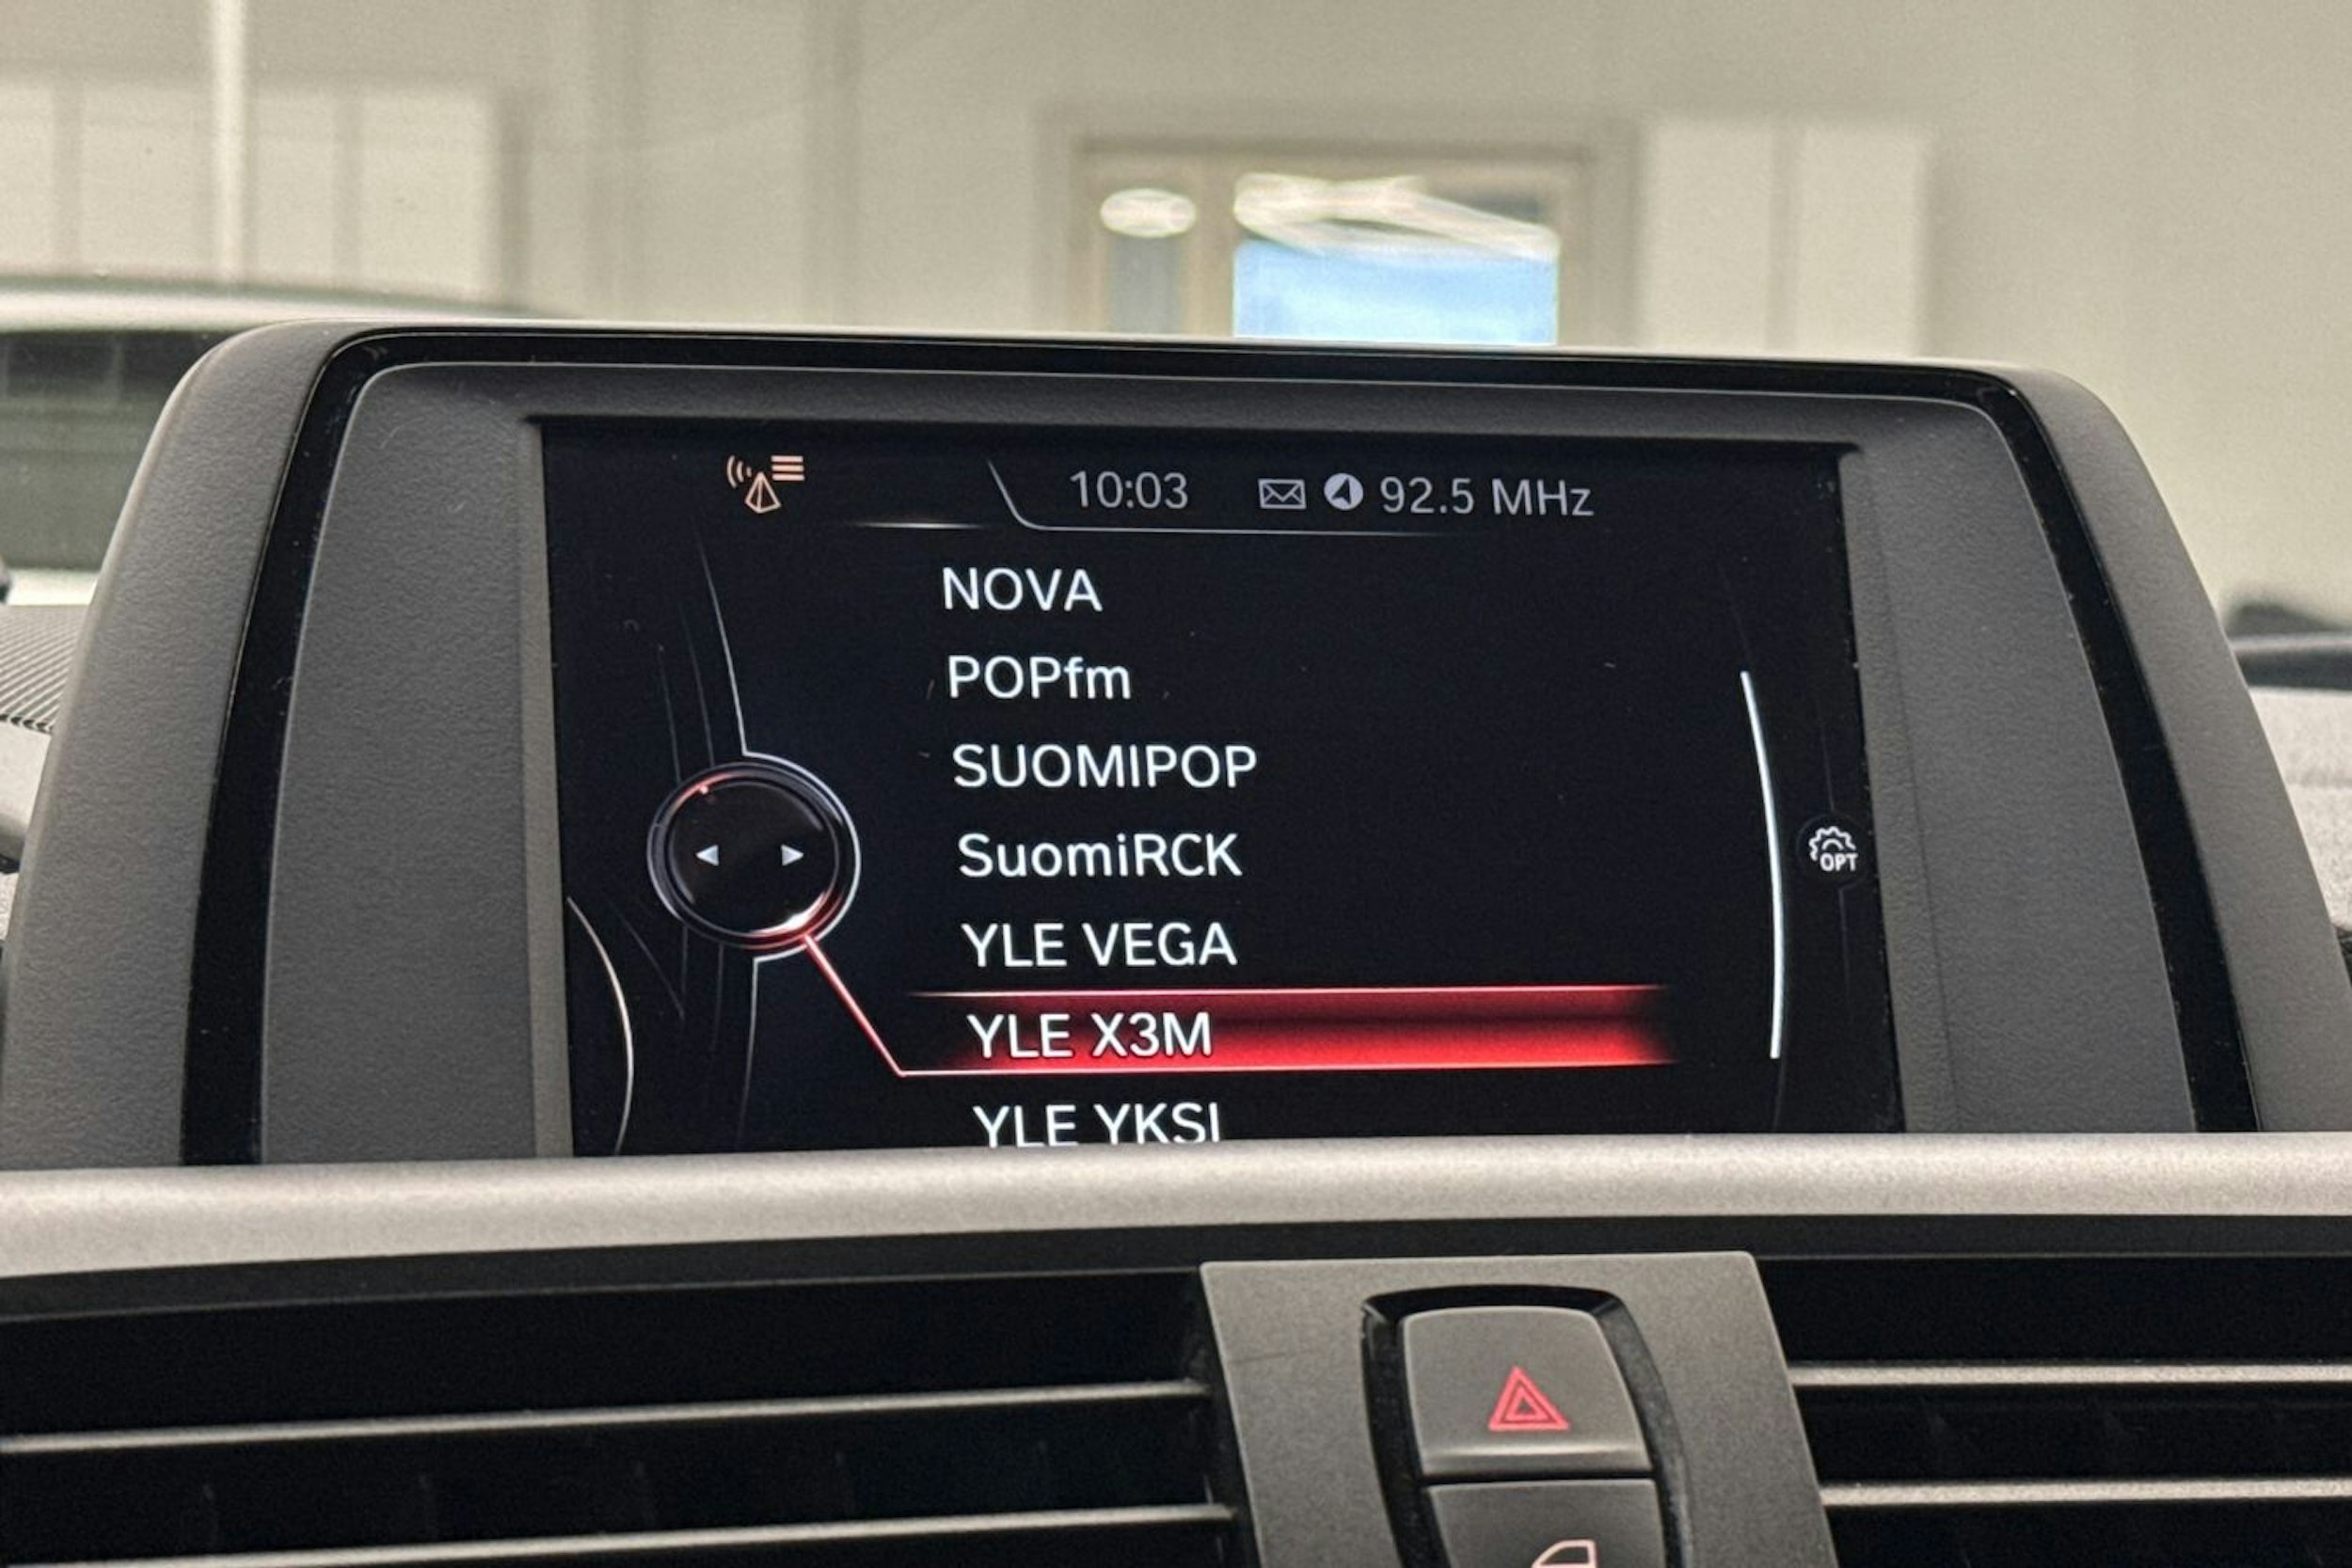 10:03 92.5 MHz
NOVA
POPfm
SUOMIPOP
SuomiRCK
YLE VEGA
OPT
YLE X3M
YLE YKSI